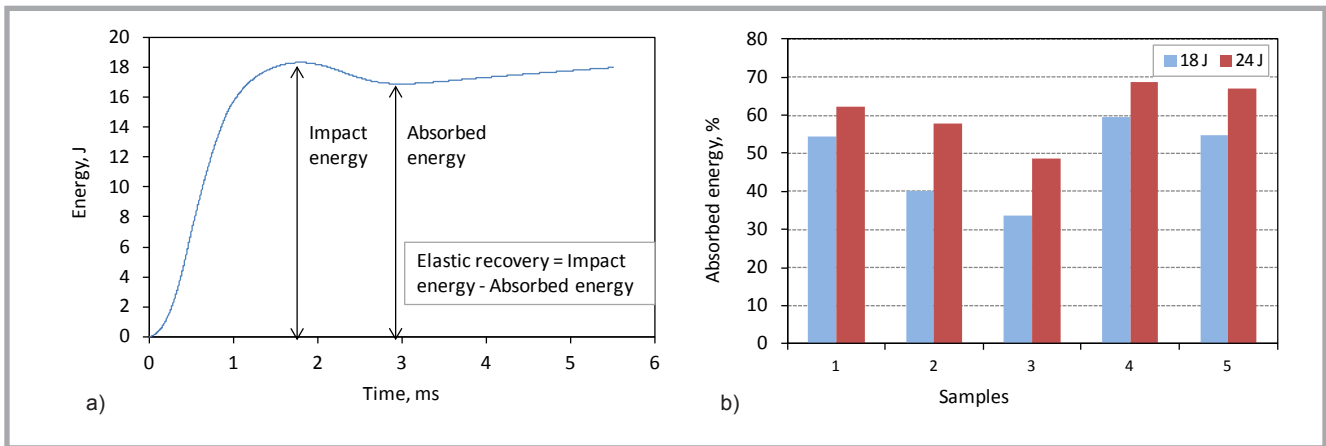 20
18
16
14
12
10
8
6
4
2
0
Energy, J
Impact
energy
Absorbed
energy
Elastic recovery = Impact
energy - Absorbed energy
0 1 2 3 4 5 6
Time, ms
a)
80
70
60
50
40
30
20
10
0
Absorbed energy, %
18 J 24 J
1 2 3 4 5
Samples
b)